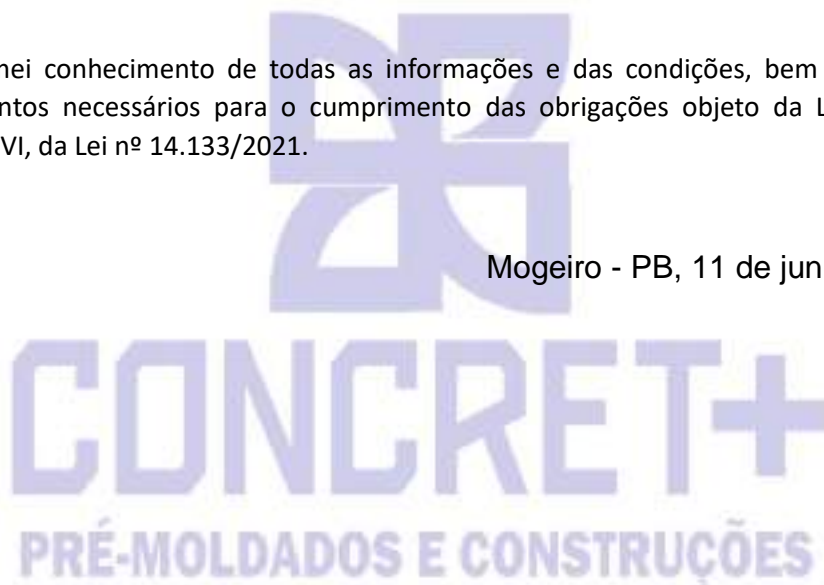 nei conhecimento de todas as informações e das condições, bem
ntos necessários para o cumprimento das obrigações objeto da L
VI, da Lei nº 14.133/2021.
Mogeiro - PB, 11 de jun
CONCRET+
PRÉ-MOLDADOS E CONSTRUÇÕES